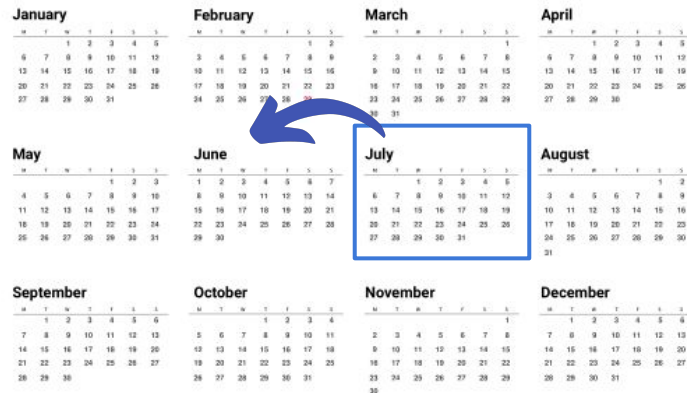 January
M T W T F S S
1 2 3 4 5
6 7 8 9 10 11 12
13 14 15 16 17 18 19
20 21 22 23 24 25 26
27 28 29 30 31
February
M T W T F S S
1 2
3 4 5 6 7 8 9
10 11 12 13 14 15 16
17 18 19 20 21 22 23
24 25 26 27 28
March
M T W T F S S
1
2 3 4 5 6 7 8
9 10 11 12 13 14 15
16 17 18 19 20 21 22
23 24 25 26 27 28 29
30 31
April
M T W T F S S
1 2 3 4 5
6 7 8 9 10 11 12
13 14 15 16 17 18 19
20 21 22 23 24 25 26
27 28 29 30
May
M T W T F S S
1 2 3
4 5 6 7 8 9 10
11 12 13 14 15 16 17
18 19 20 21 22 23 24
25 26 27 28 29 30 31
June
M T W T F S S
1 2 3 4 5 6 7
8 9 10 11 12 13 14
15 16 17 18 19 20 21
22 23 24 25 26 27 28
29 30
July
M T W T F S S
1 2 3 4 5
6 7 8 9 10 11 12
13 14 15 16 17 18 19
20 21 22 23 24 25 26
27 28 29 30 31
August
M T W T F S S
1 2
3 4 5 6 7 8 9
10 11 12 13 14 15 16
17 18 19 20 21 22 23
24 25 26 27 28 29 30
31
September
M T W T F S S
1 2 3 4 5 6
7 8 9 10 11 12 13
14 15 16 17 18 19 20
21 22 23 24 25 26 27
28 29 30
October
M T W T F S S
1 2 3 4
5 6 7 8 9 10 11
12 13 14 15 16 17 18
19 20 21 22 23 24 25
26 27 28 29 30 31
November
M T W T F S S
1
2 3 4 5 6 7 8
9 10 11 12 13 14 15
16 17 18 19 20 21 22
23 24 25 26 27 28 29
30
December
M T W T F S S
1 2 3 4 5 6
7 8 9 10 11 12 13
14 15 16 17 18 19 20
21 22 23 24 25 26 27
28 29 30 31